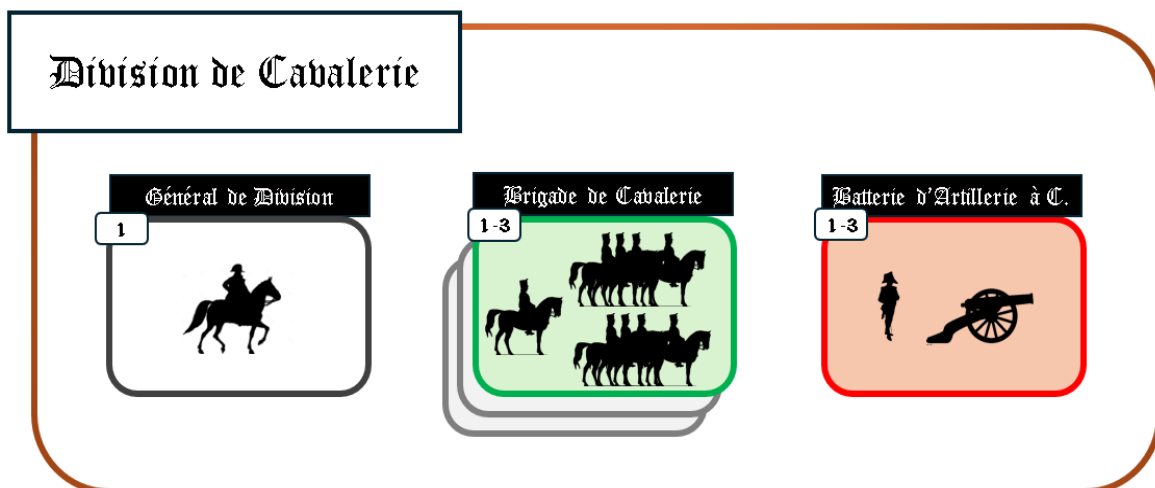 Division de Cavalerie
Général de Division
1
Brigade de Cavalerie
1-3
Batterie d'Artillerie à C.
1-3